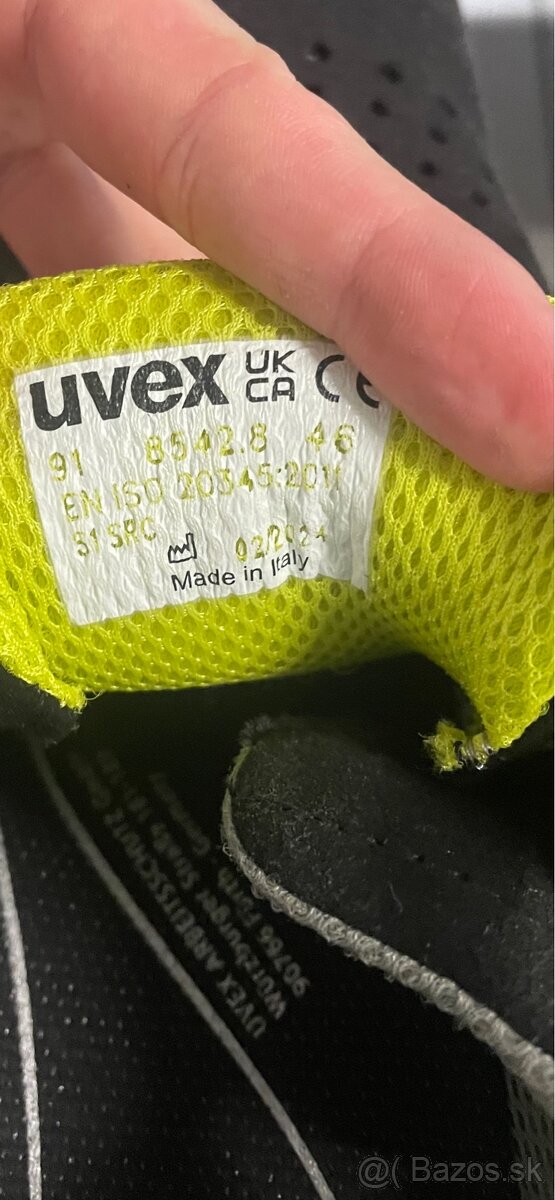 uvex UK CA CE
91 8542.8 46
EN ISO 20345:2011
S1 SRC 02/2024
Made in Italy
UVEX ARBEITSSCHUTZ
Würzburger Straße 181-189
90766 Fürth Germany
@( Bazos.sk